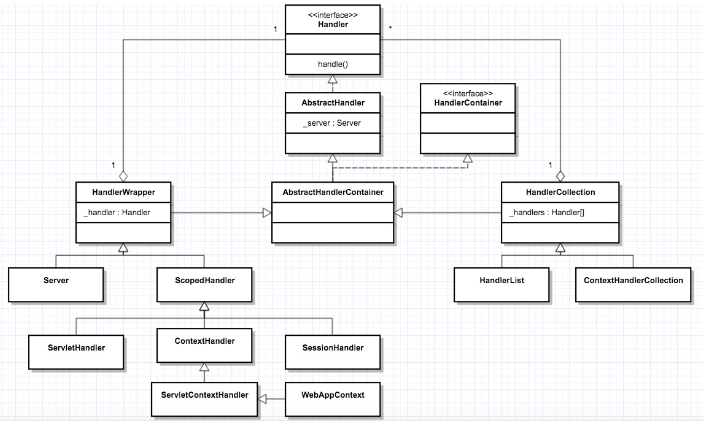 <<interface>>
Handler
handle()
1
*
AbstractHandler
_server : Server
<<interface>>
HandlerContainer
1
1
HandlerWrapper
_handler : Handler
AbstractHandlerContainer
HandlerCollection
_handlers : Handler[]
Server
ScopedHandler
HandlerList
ContextHandlerCollection
ServletHandler
ContextHandler
SessionHandler
ServletContextHandler
WebAppContext